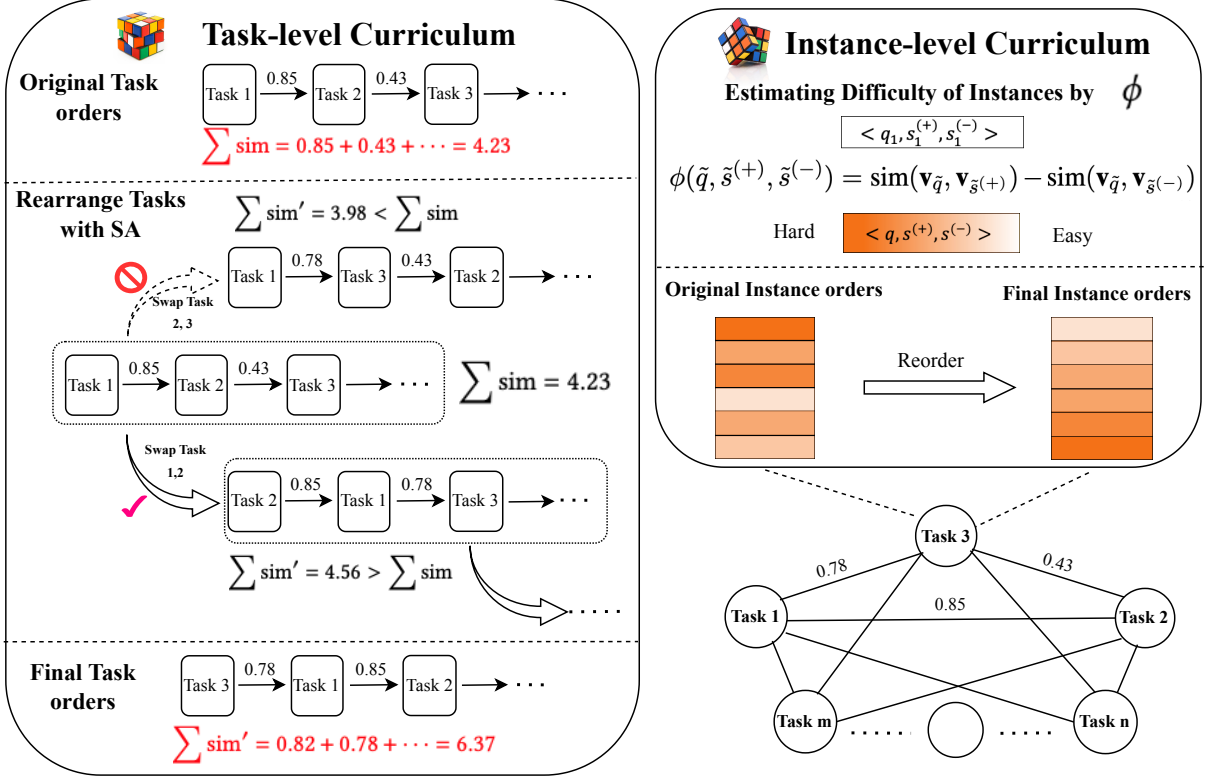 Task-level Curriculum
Original Task
orders
Task 1
0.85
Task 2
0.43
Task 3
· · ·
∑ sim = 0.85 + 0.43 + · · · = 4.23
Rearrange Tasks
with SA
∑ sim′ = 3.98 < ∑ sim
Task 1
0.78
Task 3
0.43
Task 2
· · ·
Swap Task
2, 3
Task 1
0.85
Task 2
0.43
Task 3
· · ·
∑ sim = 4.23
Swap Task
1,2
Task 2
0.85
Task 1
0.78
Task 3
· · ·
∑ sim′ = 4.56 > ∑ sim
· · · · ·
Final Task
orders
Task 3
0.78
Task 1
0.85
Task 2
· · ·
∑ sim′ = 0.82 + 0.78 + · · · = 6.37
Instance-level Curriculum
Estimating Difficulty of Instances by ϕ
< q₁, s₁⁽⁺⁾, s₁⁽⁻⁾ >
ϕ(q̃, s̃⁽⁺⁾, s̃⁽⁻⁾) = sim(v_q̃, v_s̃⁽⁺⁾) − sim(v_q̃, v_s̃⁽⁻⁾)
Hard
< q, s⁽⁺⁾, s⁽⁻⁾ >
Easy
Original Instance orders
Final Instance orders
Reorder
Task 3
0.78
0.43
Task 1
0.85
Task 2
Task m
· · · · ·
· · · · ·
Task n